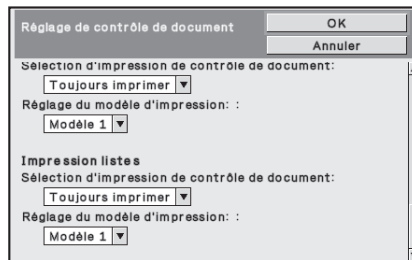 Réglage de contrôle de document
OK
Annuler
Sélection d'impression de contrôle de document:
Toujours imprimer
Réglage du modèle d'impression: :
Modèle 1
Impression listes
Sélection d'impression de contrôle de document:
Toujours imprimer
Réglage du modèle d'impression: :
Modèle 1